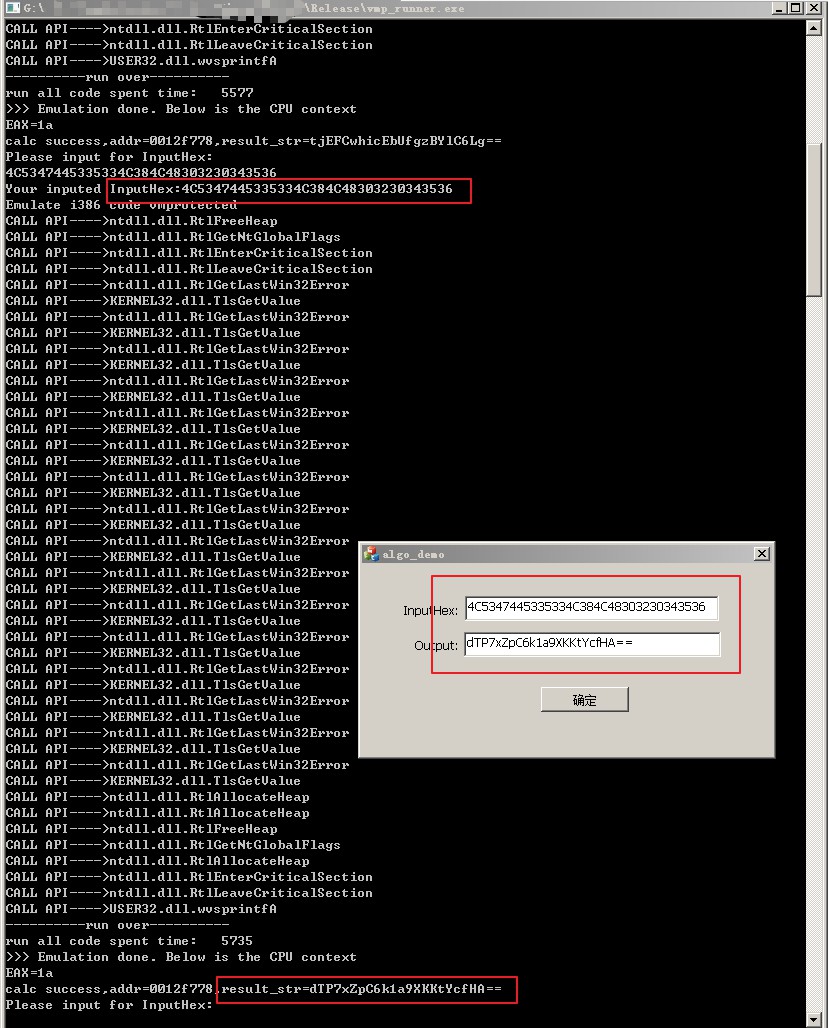 G:\ \Release\vmp_runner.exe
CALL API---->ntdll.dll.RtlEnterCriticalSection
CALL API---->ntdll.dll.RtlLeaveCriticalSection
CALL API---->USER32.dll.wvsprintfA
----------run over----------
run all code spent time:   5577
>>> Emulation done. Below is the CPU context
EAX=1a
calc success,addr=0012f778,result_str=tjEFCwhicEbUfgzBYlC6Lg==
Please input for InputHex:
4C5347445335334C384C48303230343536
Your inputed InputHex:4C5347445335334C384C48303230343536
Emulate i386 code vmprotected
CALL API---->ntdll.dll.RtlFreeHeap
CALL API---->ntdll.dll.RtlGetNtGlobalFlags
CALL API---->ntdll.dll.RtlEnterCriticalSection
CALL API---->ntdll.dll.RtlLeaveCriticalSection
CALL API---->ntdll.dll.RtlGetLastWin32Error
CALL API---->KERNEL32.dll.TlsGetValue
CALL API---->ntdll.dll.RtlGetLastWin32Error
CALL API---->KERNEL32.dll.TlsGetValue
CALL API---->ntdll.dll.RtlGetLastWin32Error
CALL API---->KERNEL32.dll.TlsGetValue
CALL API---->ntdll.dll.RtlGetLastWin32Error
CALL API---->KERNEL32.dll.TlsGetValue
CALL API---->ntdll.dll.RtlGetLastWin32Error
CALL API---->KERNEL32.dll.TlsGetValue
CALL API---->ntdll.dll.RtlGetLastWin32Error
CALL API---->KERNEL32.dll.TlsGetValue
CALL API---->ntdll.dll.RtlGetLastWin32Error
CALL API---->KERNEL32.dll.TlsGetValue
CALL API---->ntdll.dll.RtlGetLastWin32Error
CALL API---->KERNEL32.dll.TlsGetValue
CALL API---->ntdll.dll.RtlGetLastWin32Error
CALL API---->KERNEL32.dll.TlsGetValue
CALL API---->ntdll.dll.RtlGetLastWin32Error
CALL API---->KERNEL32.dll.TlsGetValue
CALL API---->ntdll.dll.RtlGetLastWin32Error
CALL API---->KERNEL32.dll.TlsGetValue
CALL API---->ntdll.dll.RtlGetLastWin32Error
CALL API---->KERNEL32.dll.TlsGetValue
CALL API---->ntdll.dll.RtlGetLastWin32Error
CALL API---->KERNEL32.dll.TlsGetValue
CALL API---->ntdll.dll.RtlGetLastWin32Error
CALL API---->KERNEL32.dll.TlsGetValue
CALL API---->ntdll.dll.RtlGetLastWin32Error
CALL API---->KERNEL32.dll.TlsGetValue
CALL API---->ntdll.dll.RtlGetLastWin32Error
CALL API---->KERNEL32.dll.TlsGetValue
CALL API---->ntdll.dll.RtlAllocateHeap
CALL API---->ntdll.dll.RtlAllocateHeap
CALL API---->ntdll.dll.RtlFreeHeap
CALL API---->ntdll.dll.RtlGetNtGlobalFlags
CALL API---->ntdll.dll.RtlAllocateHeap
CALL API---->ntdll.dll.RtlEnterCriticalSection
CALL API---->ntdll.dll.RtlLeaveCriticalSection
CALL API---->USER32.dll.wvsprintfA
----------run over----------
run all code spent time:   5735
>>> Emulation done. Below is the CPU context
EAX=1a
calc success,addr=0012f778,result_str=dTP7xZpC6k1a9XKKtYcfHA==
Please input for InputHex:
algo_demo
InputHex: 4C5347445335334C384C48303230343536
Output: dTP7xZpC6k1a9XKKtYcfHA==
确定